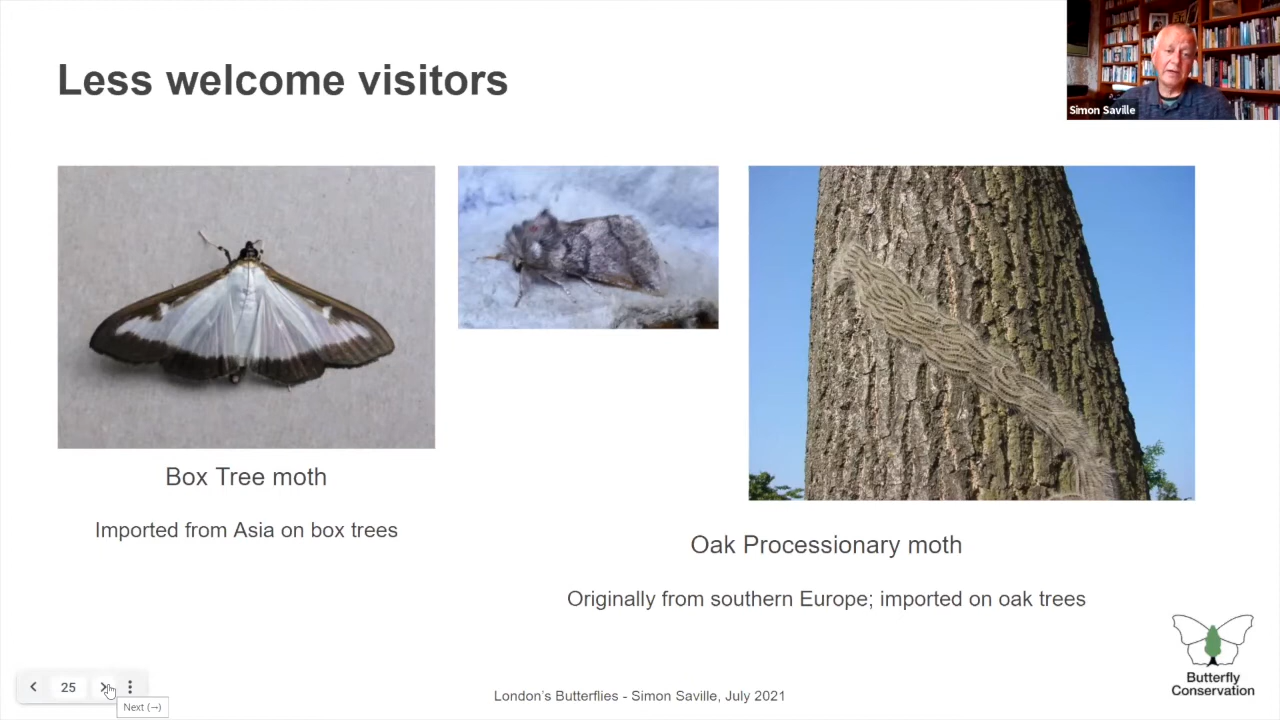 Less welcome visitors
Simon Saville
Box Tree moth
Imported from Asia on box trees
Oak Processionary moth
Originally from southern Europe; imported on oak trees
25
Next (→)
London's Butterflies - Simon Saville, July 2021
Butterfly
Conservation